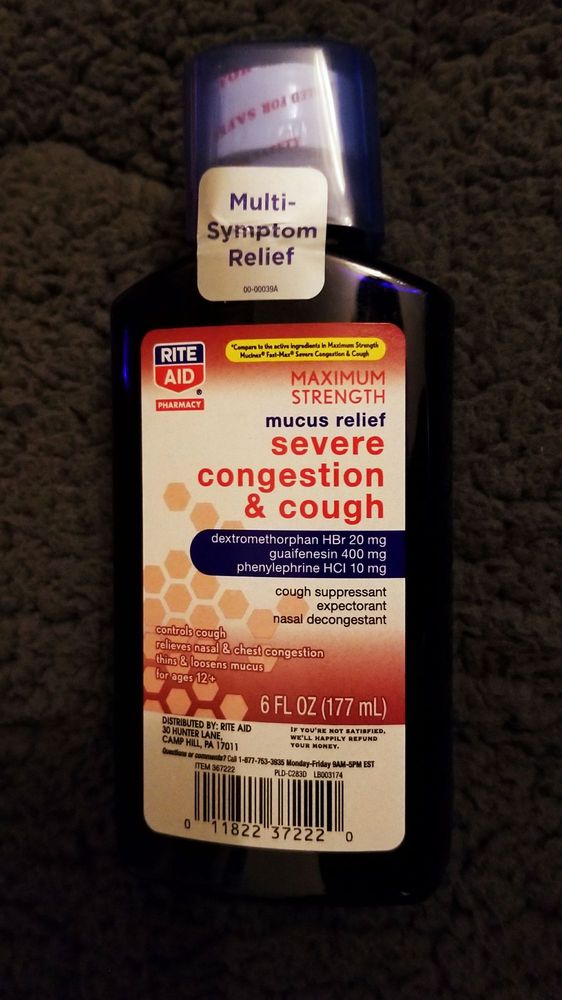 ED FOR SAFE
Multi-
Symptom
Relief
00-00039A
RITE
AID
®
PHARMACY
*Compare to the active ingredients in Maximum Strength
Mucinex® Fast-Max® Severe Congestion & Cough
MAXIMUM
STRENGTH
mucus relief
severe
congestion
& cough
dextromethorphan HBr 20 mg
guaifenesin 400 mg
phenylephrine HCl 10 mg
cough suppressant
expectorant
nasal decongestant
controls cough
relieves nasal & chest congestion
thins & loosens mucus
for ages 12+
6 FL OZ (177 mL)
DISTRIBUTED BY: RITE AID
30 HUNTER LANE,
CAMP HILL, PA 17011
IF YOU'RE NOT SATISFIED,
WE'LL HAPPILY REFUND
YOUR MONEY.
Questions or comments? Call 1-877-753-3935 Monday-Friday 9AM-5PM EST
ITEM 367222
PLD-C283D LB003174
0 11822 37222 0